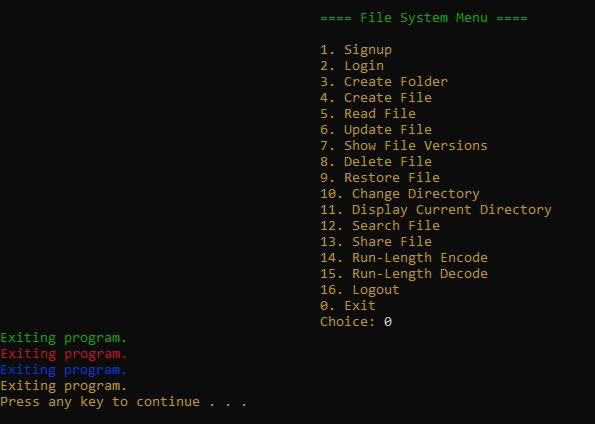 ==== File System Menu ====
1. Signup
2. Login
3. Create Folder
4. Create File
5. Read File
6. Update File
7. Show File Versions
8. Delete File
9. Restore File
10. Change Directory
11. Display Current Directory
12. Search File
13. Share File
14. Run-Length Encode
15. Run-Length Decode
16. Logout
0. Exit
Choice: 0
Exiting program.
Exiting program.
Exiting program.
Exiting program.
Press any key to continue . . .